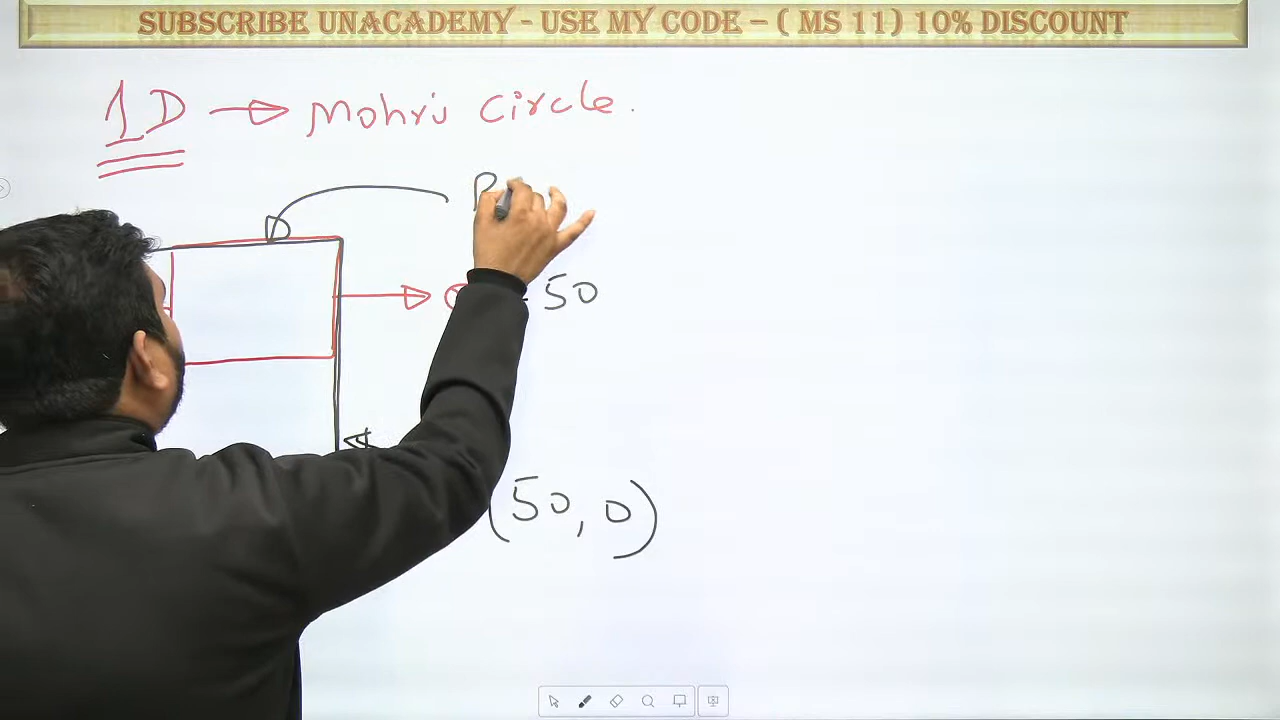 SUBSCRIBE UNACADEMY - USE MY CODE – ( MS 11) 10% DISCOUNT
1D → Mohr's circle.
P
50
(50, 0)